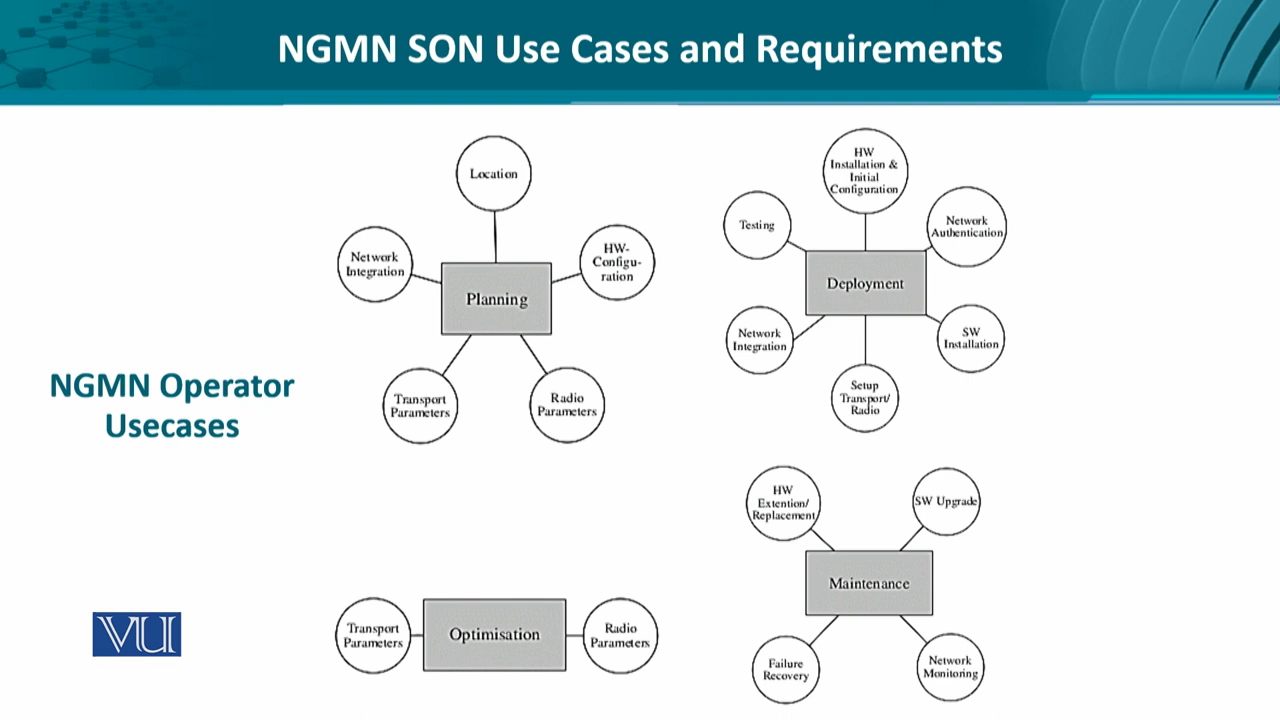 NGMN SON Use Cases and Requirements
NGMN Operator
Usecases
Location
Network
Integration
HW-
Configu-
ration
Planning
Transport
Parameters
Radio
Parameters
HW
Installation &
Initial
Configuration
Testing
Network
Authentication
Deployment
Network
Integration
SW
Installation
Setup
Transport/
Radio
Transport
Parameters
Optimisation
Radio
Parameters
HW
Extention/
Replacement
SW Upgrade
Maintenance
Failure
Recovery
Network
Monitoring
VU